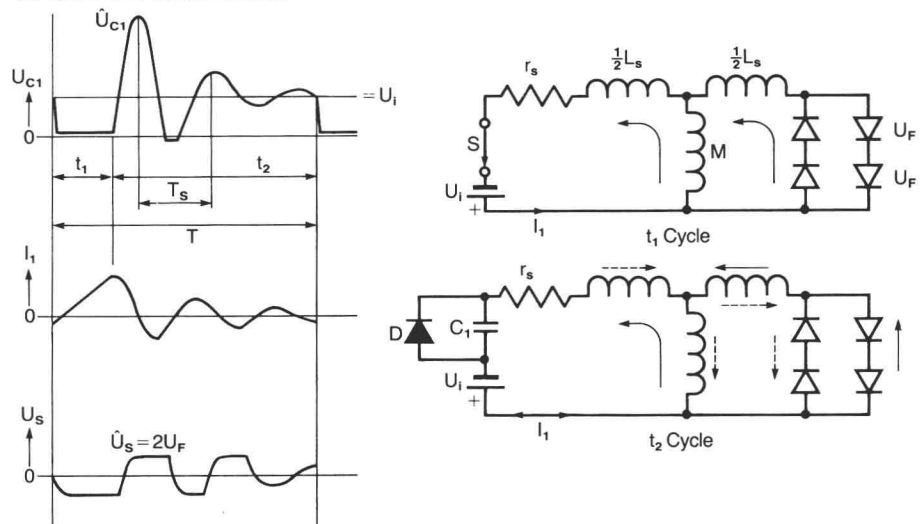 Û_C1
U_C1
= U_i
0
t_1
t_2
T_S
T
I_1
0
U_S
Û_S = 2U_F
0
r_s
½L_s
½L_s
S
M
U_F
U_F
U_i
+
I_1
t_1 Cycle
r_s
D
C_1
U_i
+
I_1
t_2 Cycle